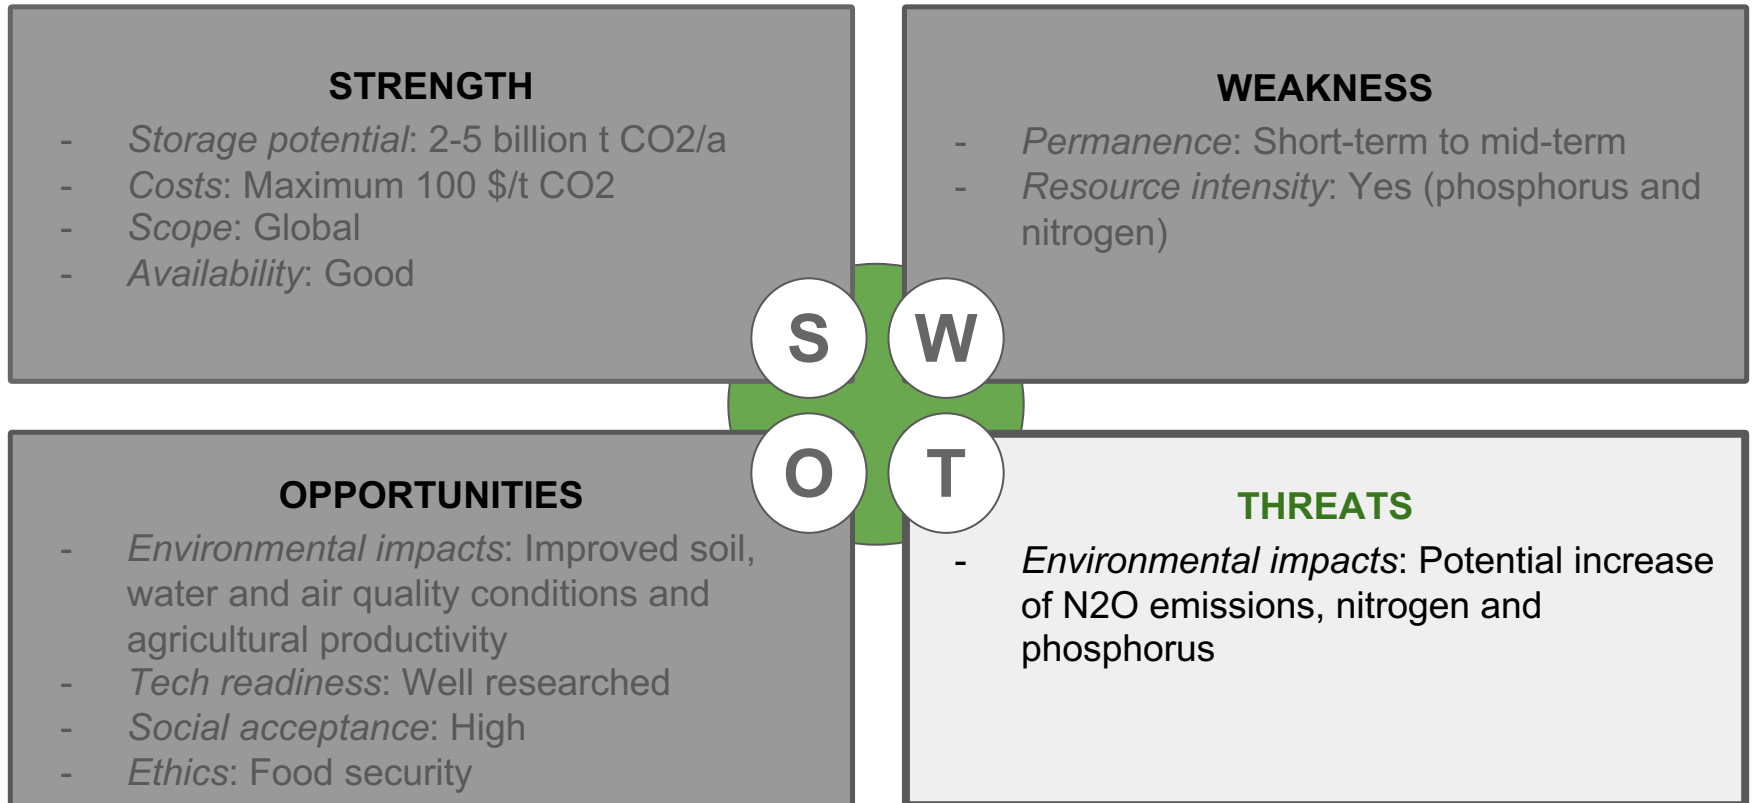 STRENGTH
- Storage potential: 2-5 billion t CO2/a
- Costs: Maximum 100 $/t CO2
- Scope: Global
- Availability: Good
WEAKNESS
- Permanence: Short-term to mid-term
- Resource intensity: Yes (phosphorus and
nitrogen)
S W
O T
OPPORTUNITIES
- Environmental impacts: Improved soil,
water and air quality conditions and
agricultural productivity
- Tech readiness: Well researched
- Social acceptance: High
- Ethics: Food security
THREATS
- Environmental impacts: Potential increase
of N2O emissions, nitrogen and
phosphorus